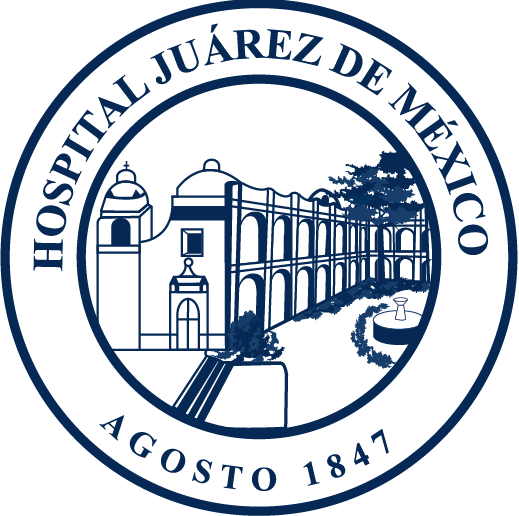 HOSPITAL JUÁREZ DE MÉXICO
AGOSTO 1847